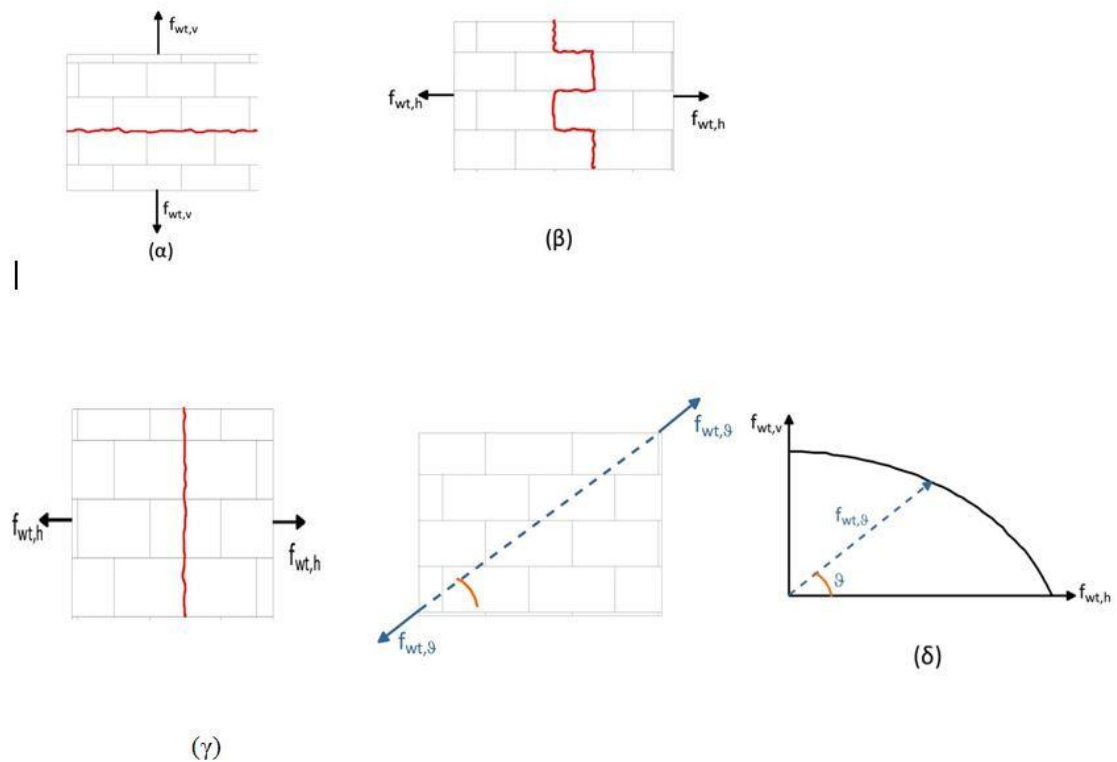 f_wt,v
f_wt,v
(α)
f_wt,h
f_wt,h
(β)
f_wt,h
f_wt,h
(γ)
f_wt,θ
f_wt,θ
f_wt,v
f_wt,θ
θ
f_wt,h
(δ)